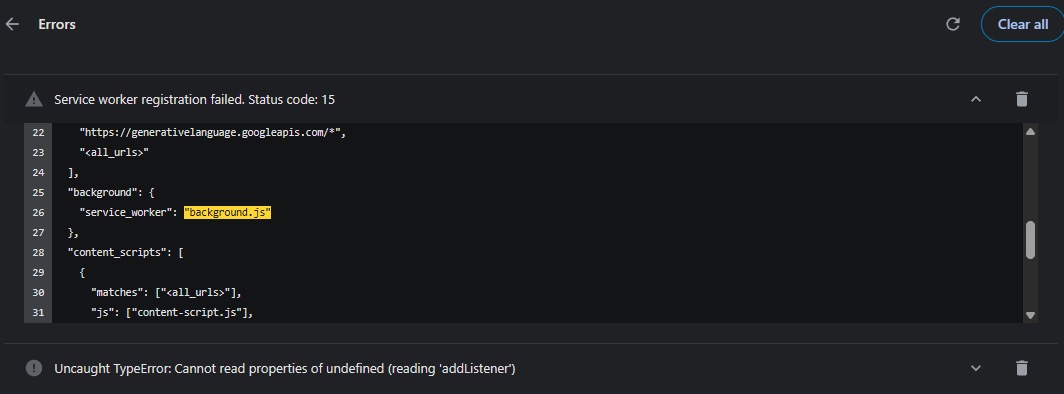 Errors
Clear all
Service worker registration failed. Status code: 15
22 "https://generativelanguage.googleapis.com/*",
23 "<all_urls>"
24 ],
25 "background": {
26 "service_worker": "background.js"
27 },
28 "content_scripts": [
29 {
30 "matches": ["<all_urls>"],
31 "js": ["content-script.js"],
Uncaught TypeError: Cannot read properties of undefined (reading 'addListener')